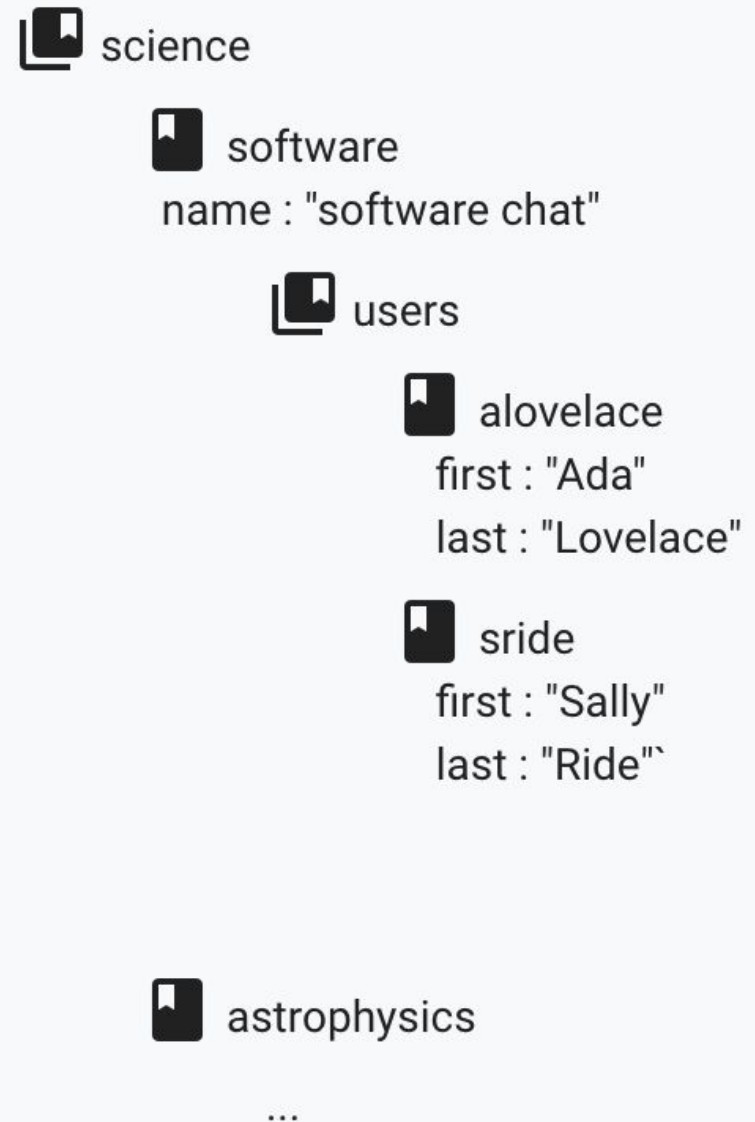 science
software
name : "software chat"
users
alovelace
first : "Ada"
last : "Lovelace"
sride
first : "Sally"
last : "Ride"`
astrophysics
...